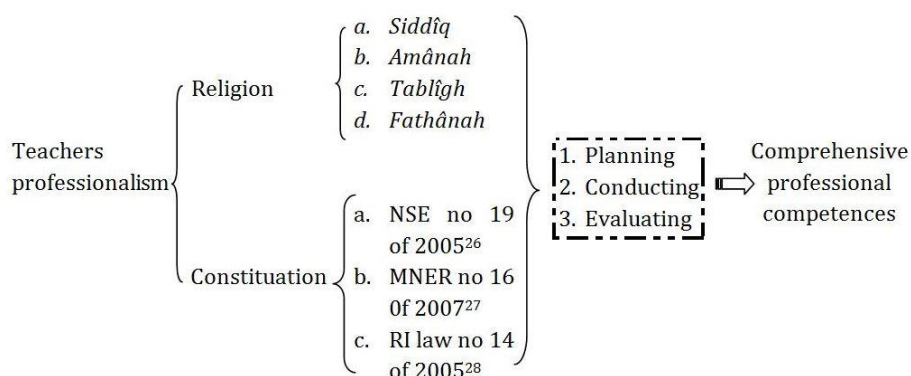 Teachers
professionalism
Religion
a. Siddîq
b. Amânah
c. Tablîgh
d. Fathânah
Constituation
a. NSE no 19
of 2005²⁶
b. MNER no 16
0f 2007²⁷
c. RI law no 14
of 2005²⁸
1. Planning
2. Conducting
3. Evaluating
Comprehensive
professional
competences